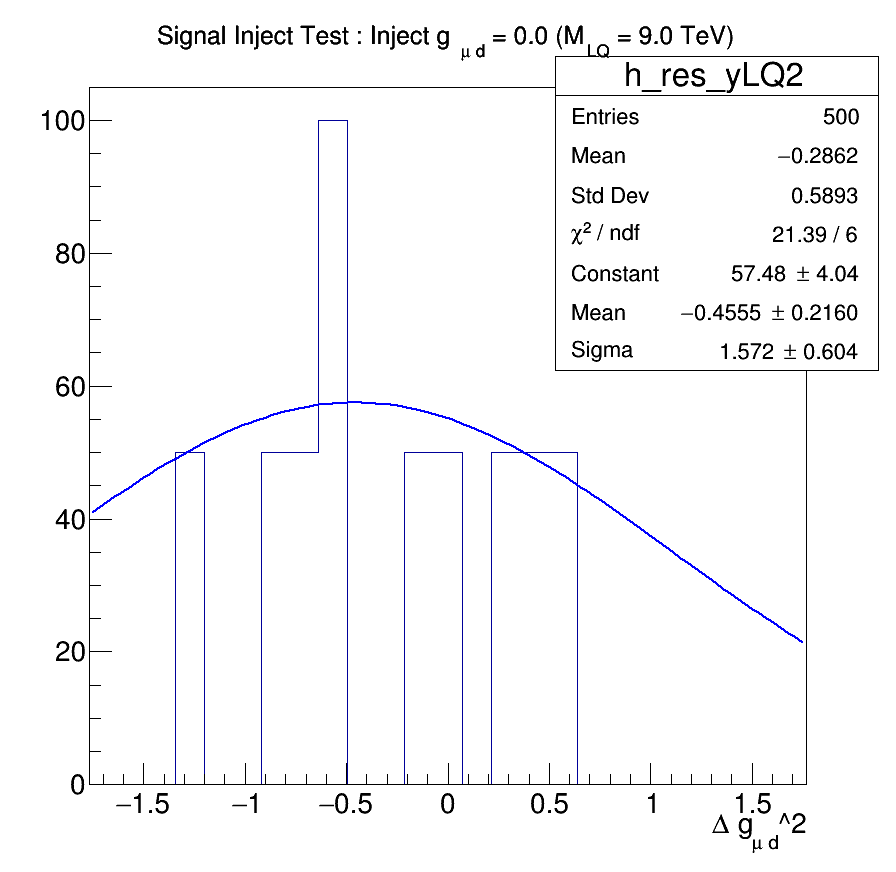 Signal Inject Test : Inject g μ d = 0.0 (M LQ = 9.0 TeV)
h_res_yLQ2
Entries 500
Mean −0.2862
Std Dev 0.5893
χ² / ndf 21.39 / 6
Constant 57.48 ± 4.04
Mean −0.4555 ± 0.2160
Sigma 1.572 ± 0.604
100
80
60
40
20
0
−1.5 −1 −0.5 0 0.5 1 1.5
Δ g μ d^2